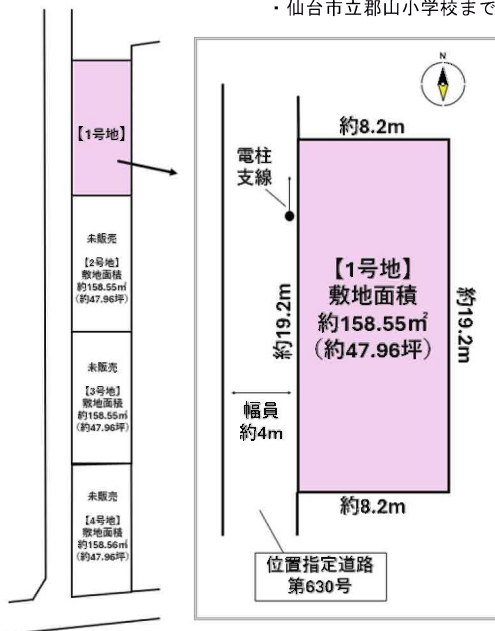 ・仙台市立郡山小学校まで
【1号地】
未販売
【2号地】
敷地面積
約158.55㎡
(約47.96坪)
未販売
【3号地】
敷地面積
約158.55㎡
(約47.96坪)
未販売
【4号地】
敷地面積
約158.56㎡
(約47.96坪)
N
約8.2m
電柱
支線
【1号地】
敷地面積
約158.55㎡
(約47.96坪)
約19.2m
約19.2m
幅員
約4m
約8.2m
位置指定道路
第630号